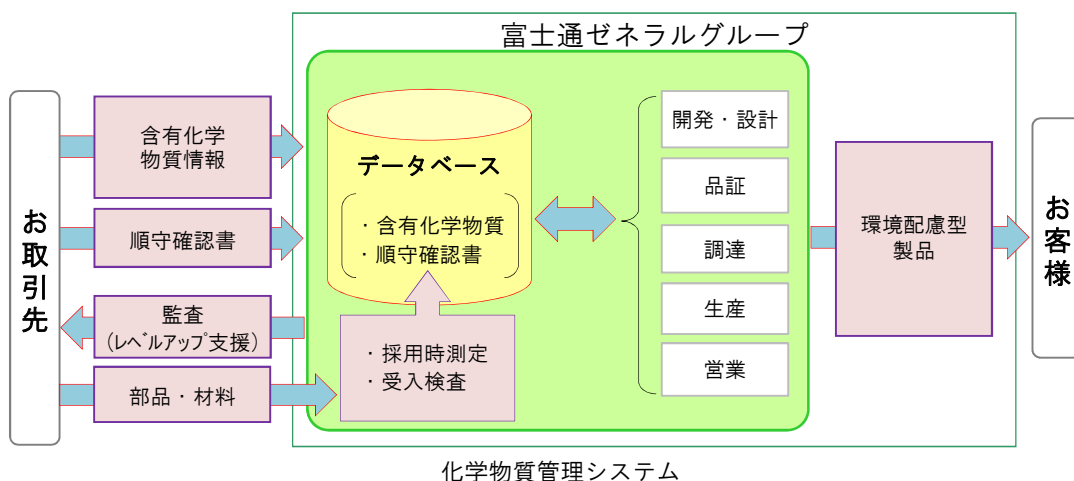 富士通ゼネラルグループ
お取引先
含有化学
物質情報
順守確認書
監査
(レベルアップ支援)
部品・材料
データベース
・含有化学物質
・順守確認書
・採用時測定
・受入検査
開発・設計
品証
調達
生産
営業
環境配慮型
製品
お客様
化学物質管理システム